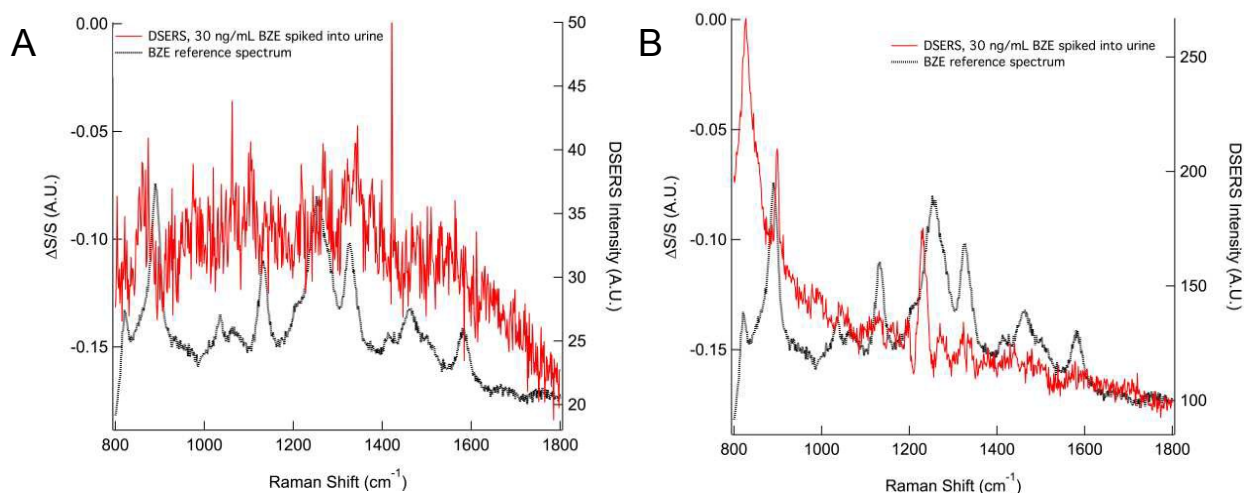 A
DSERS, 30 ng/mL BZE spiked into urine
BZE reference spectrum
0.00
-0.05
-0.10
-0.15
ΔS/S (A.U.)
50
45
40
35
30
25
20
DSERS Intensity (A.U.)
800 1000 1200 1400 1600 1800
Raman Shift (cm⁻¹)
B
DSERS, 30 ng/mL BZE spiked into urine
BZE reference spectrum
0.00
-0.05
-0.10
-0.15
ΔS/S (A.U.)
250
200
150
100
DSERS Intensity (A.U.)
800 1000 1200 1400 1600 1800
Raman Shift (cm⁻¹)